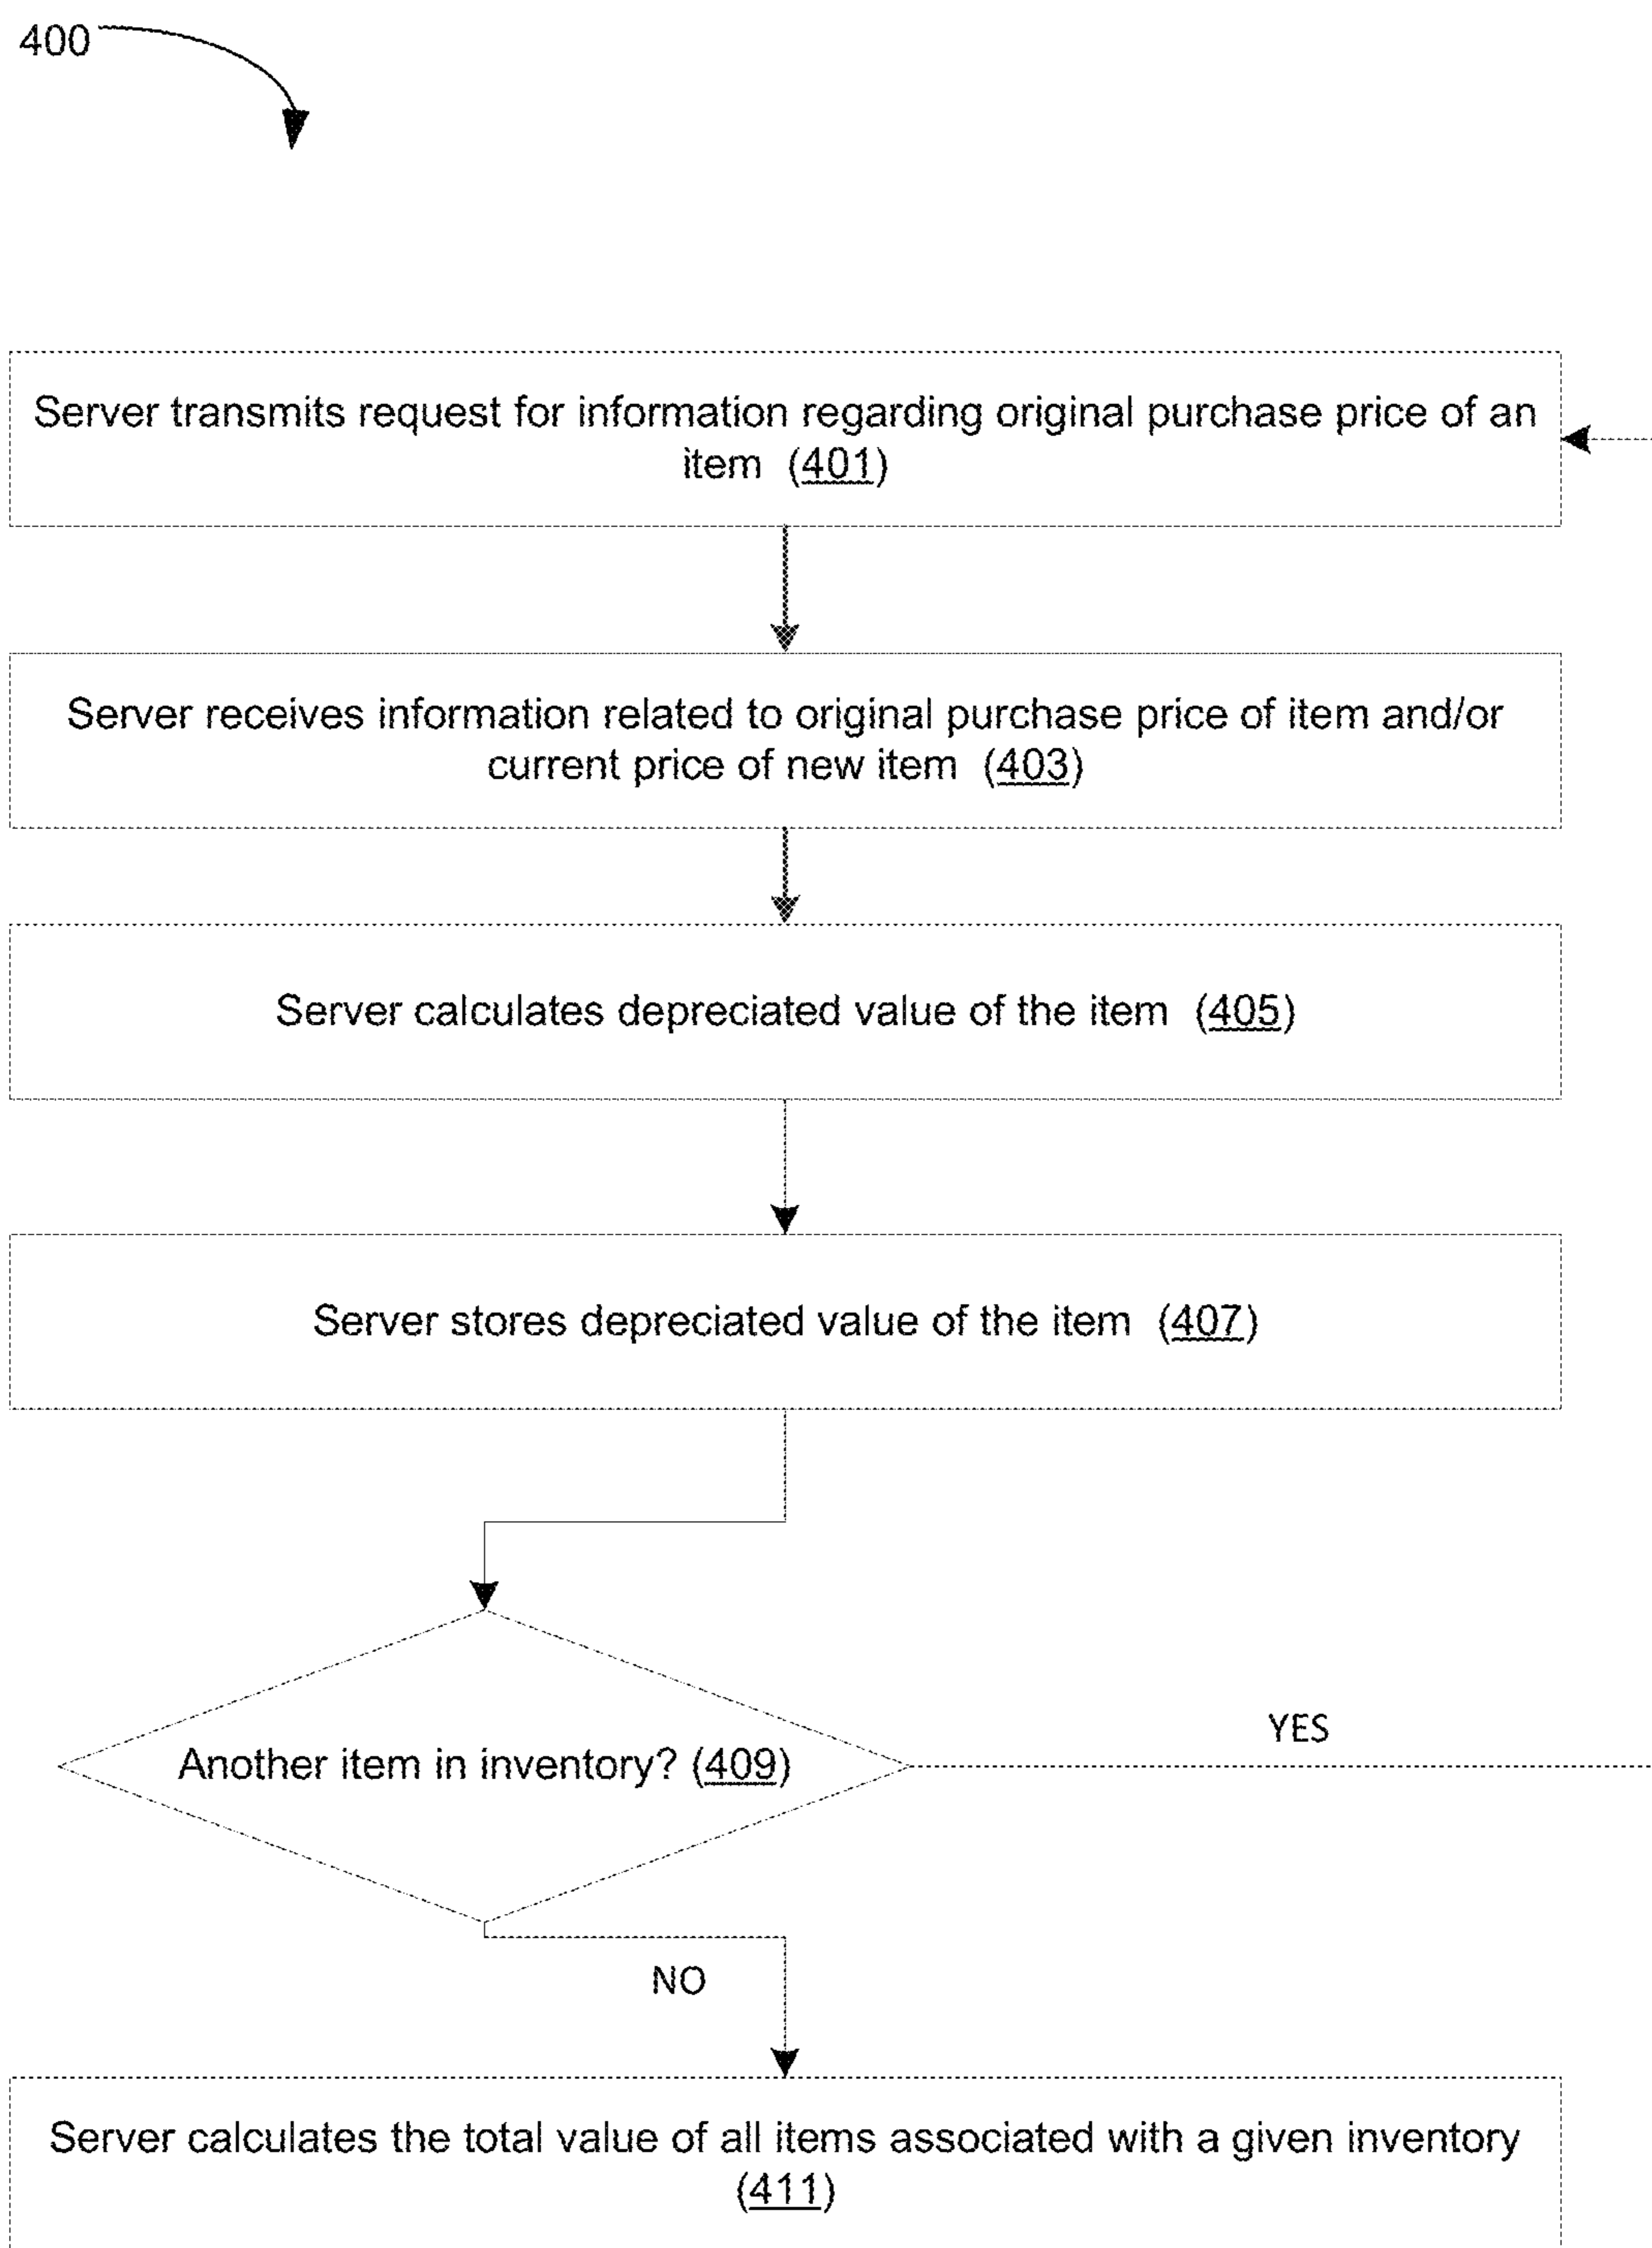 400
Server transmits request for information regarding original purchase price of an
item (401)
Server receives information related to original purchase price of item and/or
current price of new item (403)
Server calculates depreciated value of the item (405)
Server stores depreciated value of the item (407)
Another item in inventory? (409)
YES
NO
Server calculates the total value of all items associated with a given inventory
(411)